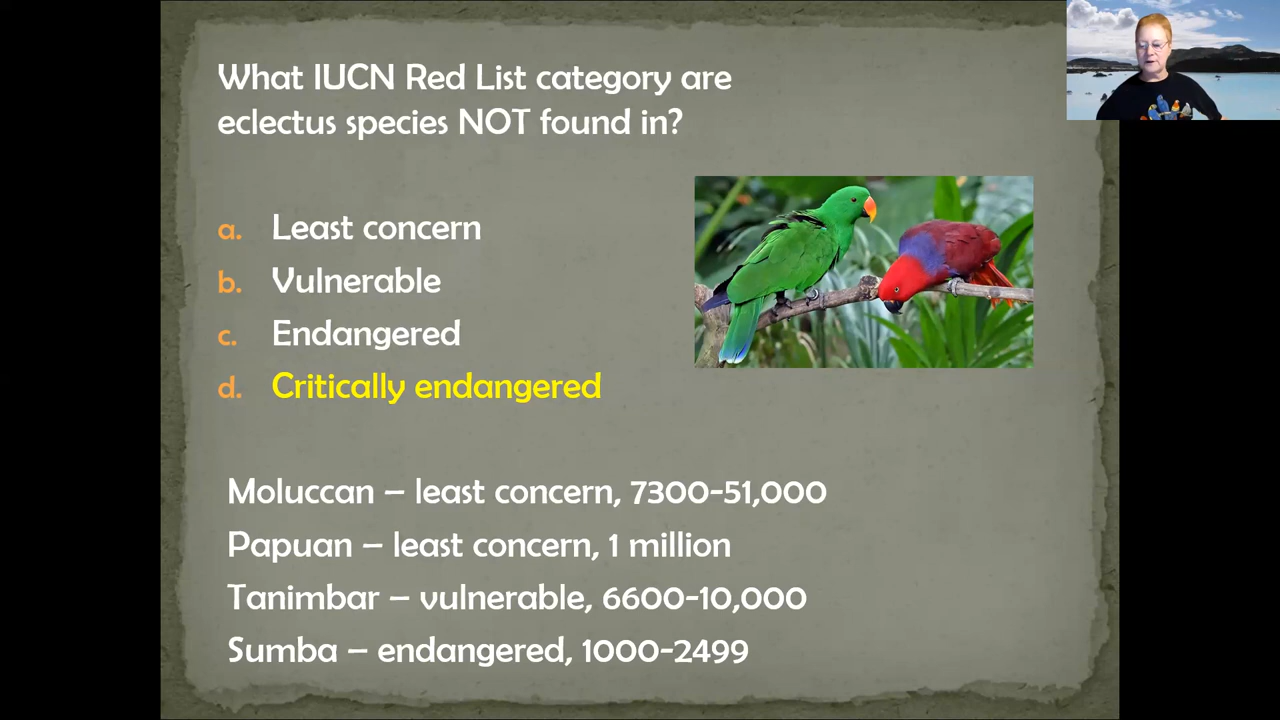 What IUCN Red List category are
eclectus species NOT found in?
a. Least concern
b. Vulnerable
c. Endangered
d. Critically endangered
Moluccan – least concern, 7300-51,000
Papuan – least concern, 1 million
Tanimbar – vulnerable, 6600-10,000
Sumba – endangered, 1000-2499